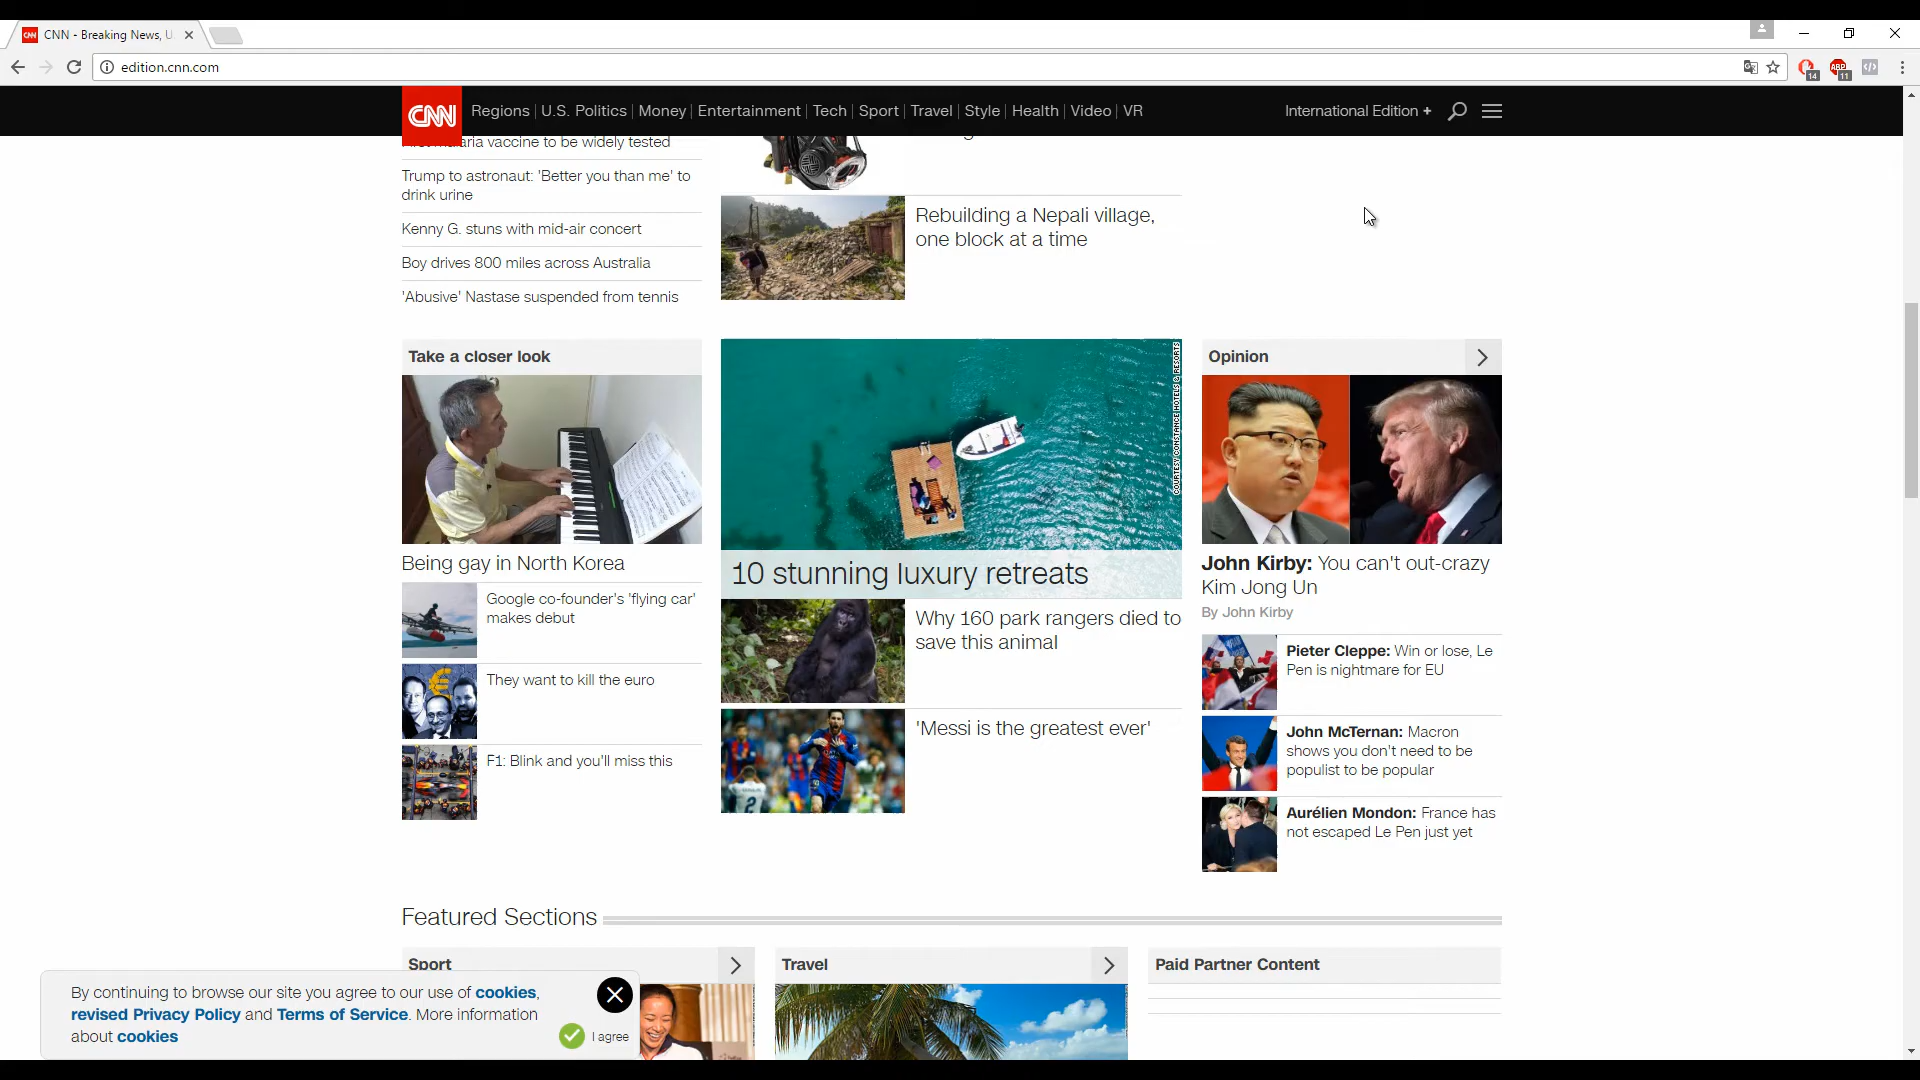 CNN - Breaking News, U
edition.cnn.com
14
ABP
11
CNN
Regions
U.S. Politics
Money
Entertainment
Tech
Sport
Travel
Style
Health
Video
VR
International Edition +
vaccine to be widely tested
Trump to astronaut: 'Better you than me' to
drink urine
Kenny G. stuns with mid-air concert
Boy drives 800 miles across Australia
'Abusive' Nastase suspended from tennis
Rebuilding a Nepali village,
one block at a time
Take a closer look
Being gay in North Korea
Google co-founder's 'flying car'
makes debut
They want to kill the euro
F1: Blink and you'll miss this
COURTESY CONSTANCE HOTELS & RESORTS
10 stunning luxury retreats
Why 160 park rangers died to
save this animal
'Messi is the greatest ever'
Opinion
John Kirby: You can't out-crazy
Kim Jong Un
By John Kirby
Pieter Cleppe: Win or lose, Le
Pen is nightmare for EU
John McTernan: Macron
shows you don't need to be
populist to be popular
Aurélien Mondon: France has
not escaped Le Pen just yet
Featured Sections
Sport
Travel
Paid Partner Content
By continuing to browse our site you agree to our use of cookies,
revised Privacy Policy and Terms of Service. More information
about cookies
I agree